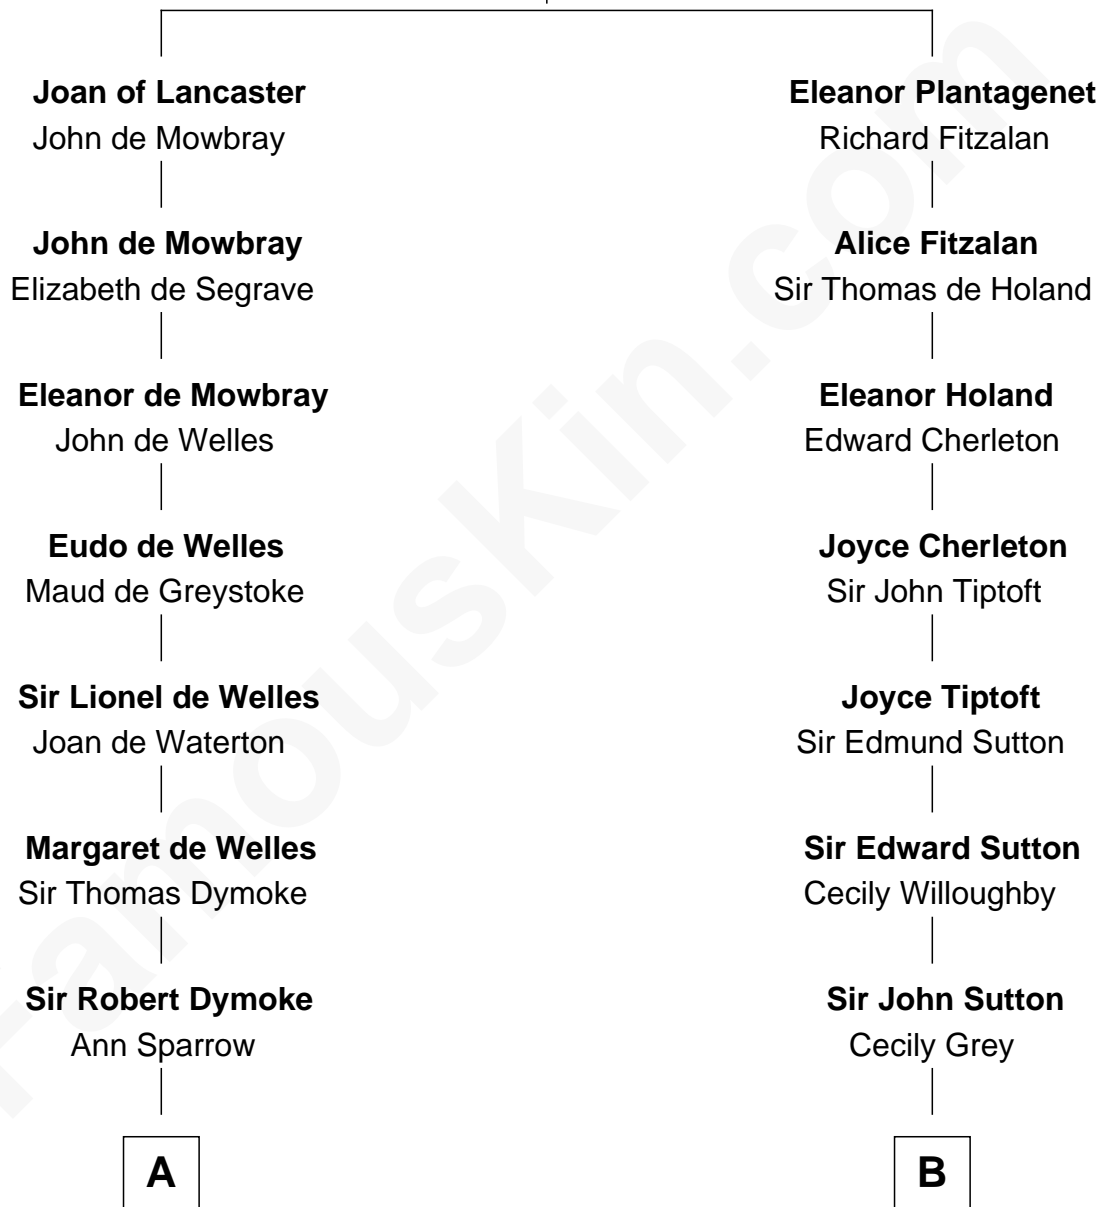 Joan of Lancaster
John de Mowbray
Eleanor Plantagenet
Richard Fitzalan
John de Mowbray
Elizabeth de Segrave
Alice Fitzalan
Sir Thomas de Holand
Eleanor de Mowbray
John de Welles
Eleanor Holand
Edward Cherleton
Eudo de Welles
Maud de Greystoke
Joyce Cherleton
Sir John Tiptoft
Sir Lionel de Welles
Joan de Waterton
Joyce Tiptoft
Sir Edmund Sutton
Margaret de Welles
Sir Thomas Dymoke
Sir Edward Sutton
Cecily Willoughby
Sir Robert Dymoke
Ann Sparrow
Sir John Sutton
Cecily Grey
A
B
FamousKin.com